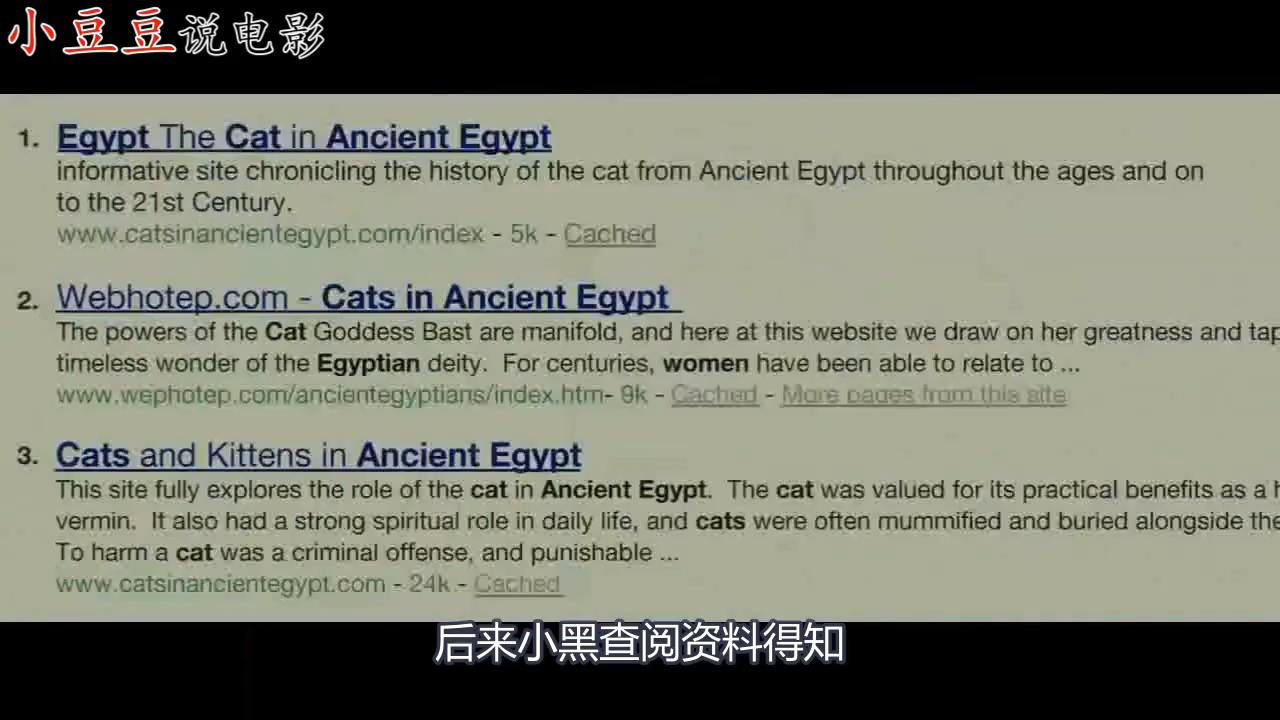 小豆豆说电影
1. Egypt The Cat in Ancient Egypt
informative site chronicling the history of the cat from Ancient Egypt throughout the ages and on
to the 21st Century.
www.catsinancientegypt.com/index - 5k - Cached
2. Webhotep.com - Cats in Ancient Egypt
The powers of the Cat Goddess Bast are manifold, and here at this website we draw on her greatness and tap
timeless wonder of the Egyptian deity. For centuries, women have been able to relate to ...
www.wephotep.com/ancientegyptians/index.htm- 9k - Cached - More pages from this site
3. Cats and Kittens in Ancient Egypt
This site fully explores the role of the cat in Ancient Egypt. The cat was valued for its practical benefits as a
vermin. It also had a strong spiritual role in daily life, and cats were often mummified and buried alongside
To harm a cat was a criminal offense, and punishable ...
www.catsinancientegypt.com - 24k - Cached
后来小黑查阅资料得知